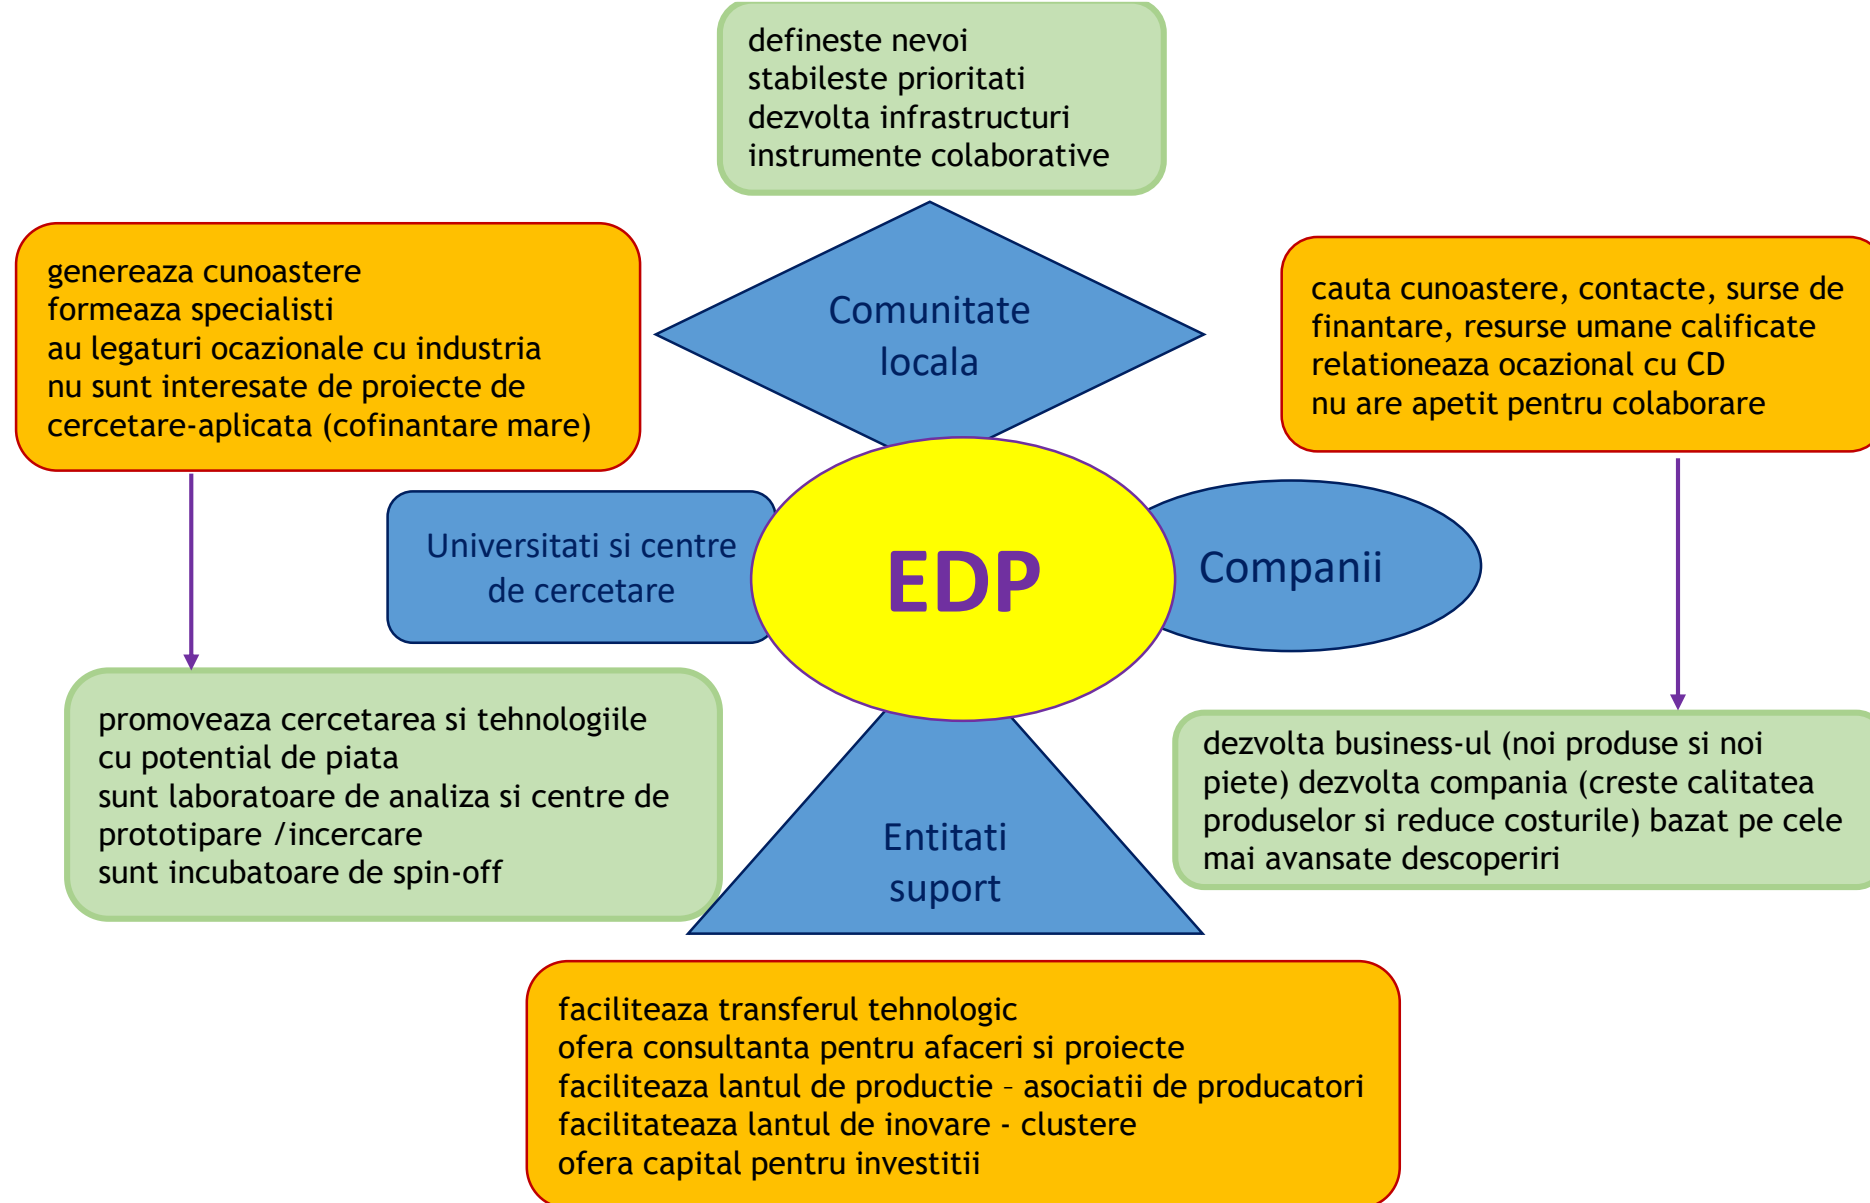 defineste nevoi
stabileste prioritati
dezvolta infrastructuri
instrumente colaborative
genereaza cunoastere
formeaza specialisti
au legaturi ocazionale cu industria
nu sunt interesate de proiecte de
cercetare-aplicata (cofinantare mare)
Comunitate
locala
cauta cunoastere, contacte, surse de
finantare, resurse umane calificate
relationeaza ocazional cu CD
nu are apetit pentru colaborare
Universitati si centre
de cercetare
EDP
Companii
promoveaza cercetarea si tehnologiile
cu potential de piata
sunt laboratoare de analiza si centre de
prototipare /incercare
sunt incubatoare de spin-off
Entitati
suport
dezvolta business-ul (noi produse si noi
piete) dezvolta compania (creste calitatea
produselor si reduce costurile) bazat pe cele
mai avansate descoperiri
faciliteaza transferul tehnologic
ofera consultanta pentru afaceri si proiecte
faciliteaza lantul de productie – asociatii de producatori
facilitateaza lantul de inovare - clustere
ofera capital pentru investitii